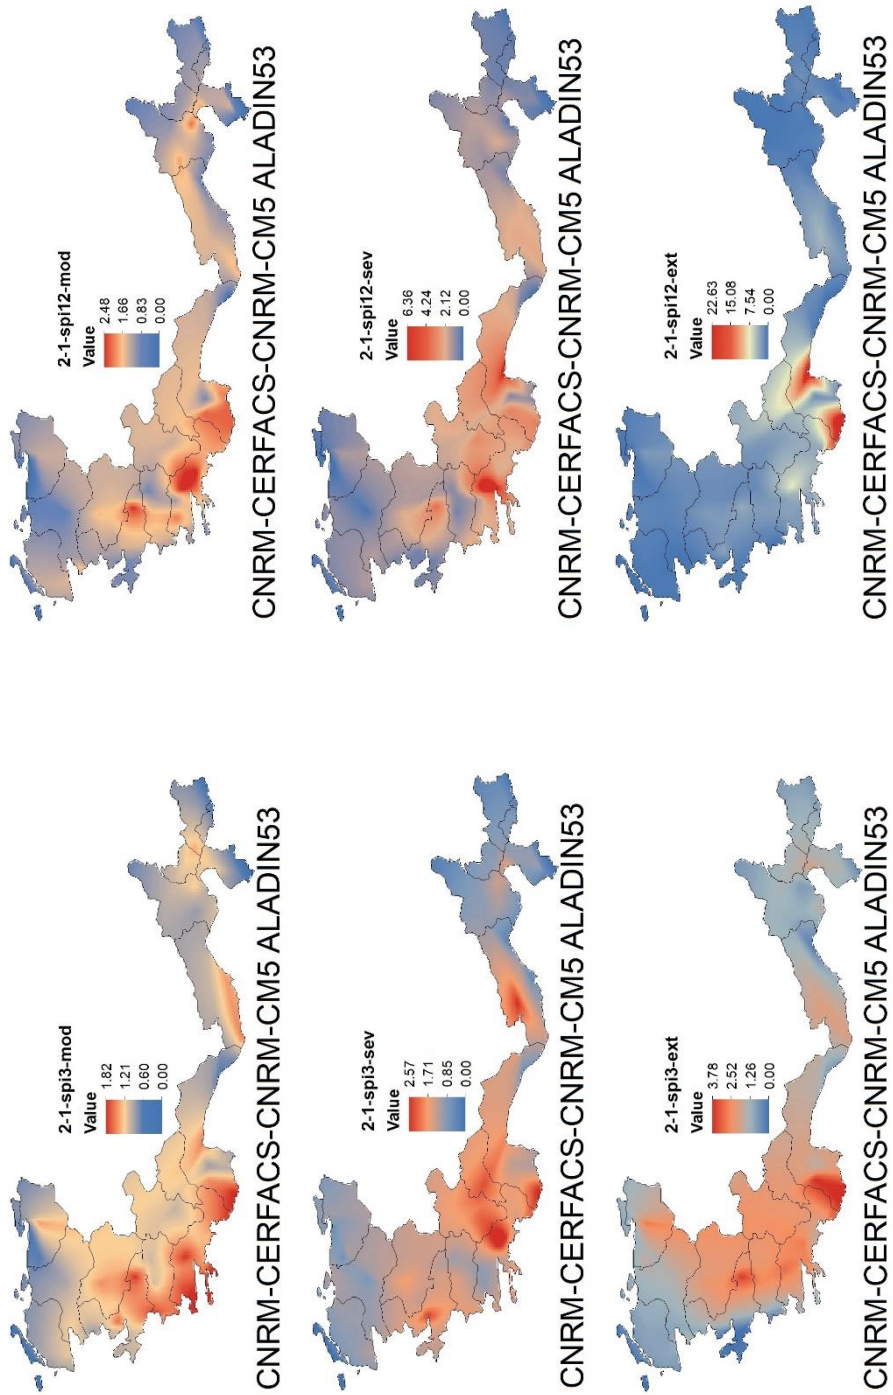 2-1-spi3-mod
Value
1.82
1.21
0.60
0.00
CNRM-CERFACS-CNRM-CM5 ALADIN53
2-1-spi12-mod
Value
2.48
1.66
0.83
0.00
CNRM-CERFACS-CNRM-CM5 ALADIN53
2-1-spi3-sev
Value
2.57
1.71
0.85
0.00
CNRM-CERFACS-CNRM-CM5 ALADIN53
2-1-spi12-sev
Value
6.36
4.24
2.12
0.00
CNRM-CERFACS-CNRM-CM5 ALADIN53
2-1-spi3-ext
Value
3.78
2.52
1.26
0.00
CNRM-CERFACS-CNRM-CM5 ALADIN53
2-1-spi12-ext
Value
22.63
15.08
7.54
0.00
CNRM-CERFACS-CNRM-CM5 ALADIN53